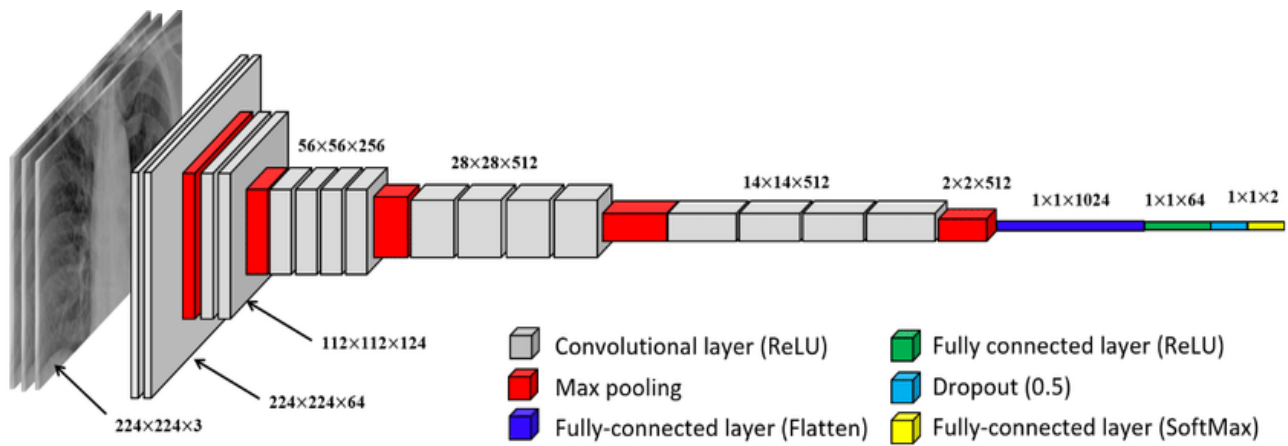 56×56×256
28×28×512
14×14×512
2×2×512
1×1×1024
1×1×64
1×1×2
112×112×124
224×224×64
224×224×3
Convolutional layer (ReLU)
Max pooling
Fully-connected layer (Flatten)
Fully connected layer (ReLU)
Dropout (0.5)
Fully-connected layer (SoftMax)